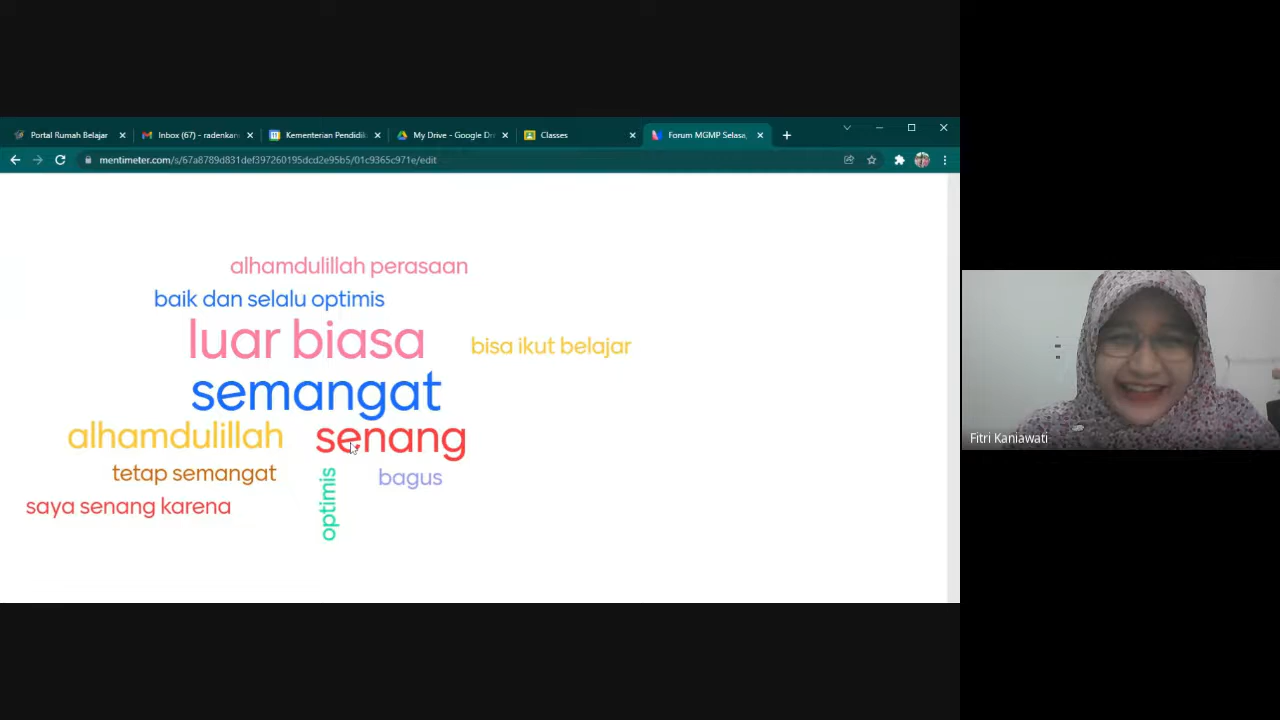 Portal Rumah Belajar
Inbox (67) - radenkan
Kementerian Pendidik
My Drive - Google Dr
Classes
Forum MGMP Selasa,
mentimeter.com/s/67a8789d831def397260195dcd2e95b5/01c9365c971e/edit
alhamdulillah perasaan
baik dan selalu optimis
luar biasa
bisa ikut belajar
semangat
alhamdulillah
senang
tetap semangat
bagus
optimis
saya senang karena
Fitri Kaniawati